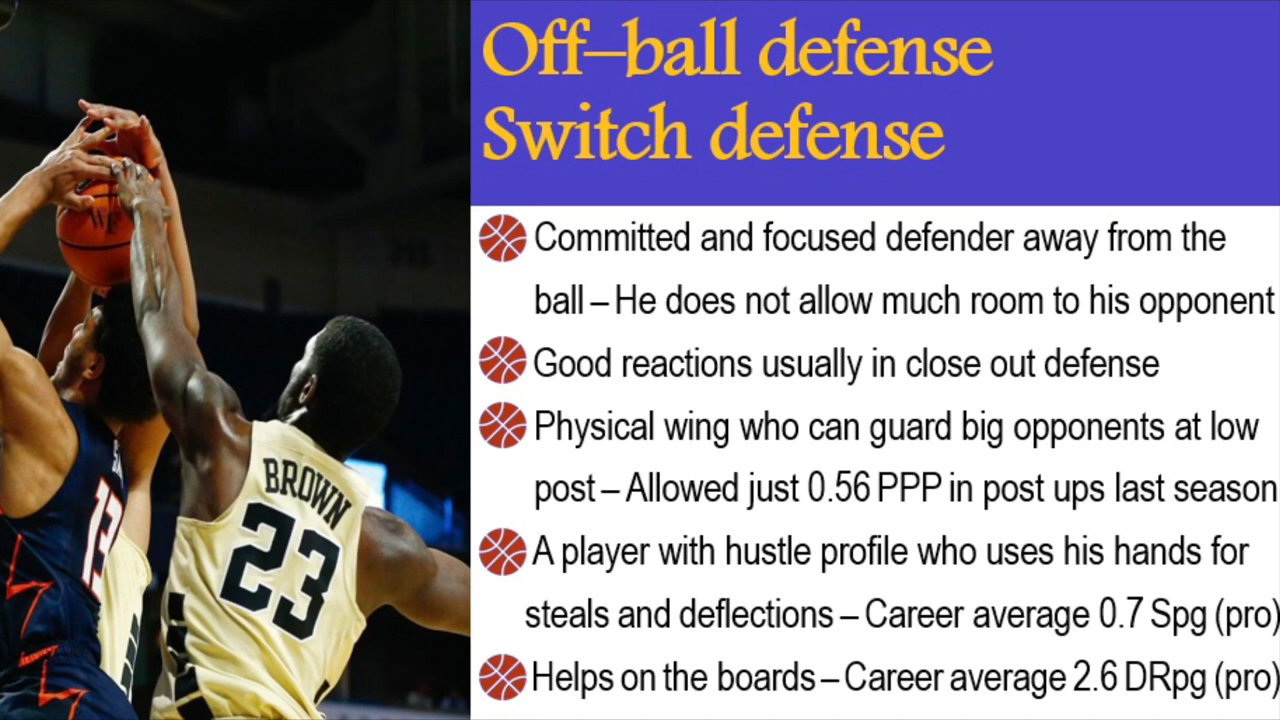 Off–ball defense
Switch defense
Committed and focused defender away from the
ball – He does not allow much room to his opponent
Good reactions usually in close out defense
Physical wing who can guard big opponents at low
post – Allowed just 0.56 PPP in post ups last season
A player with hustle profile who uses his hands for
steals and deflections – Career average 0.7 Spg (pro)
Helps on the boards – Career average 2.6 DRpg (pro)
BROWN
23
13